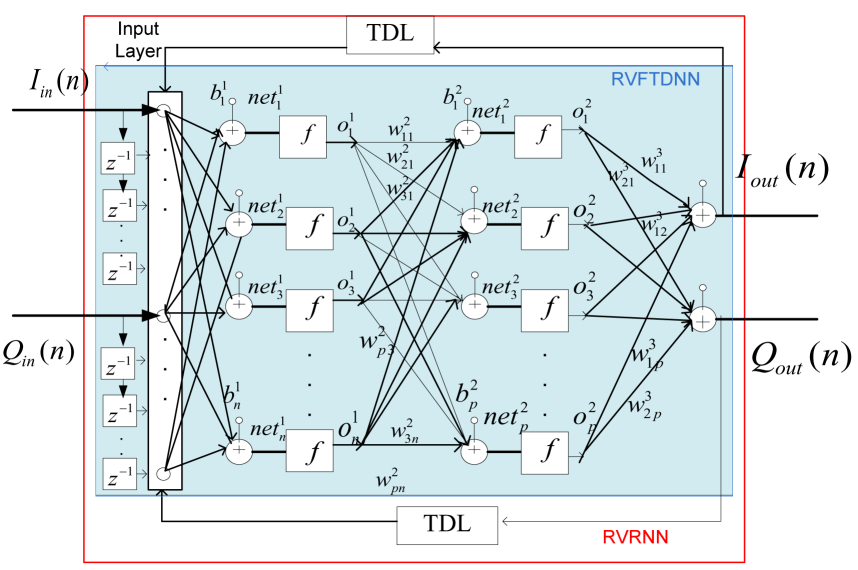 Input
Layer
TDL
RVFTDNN
I_in(n)
b_1^1 net_1^1
f
o_1^1
w_11^2
w_21^2
w_31^2
b_1^2 net_1^2
f
o_1^2
w_11^3
w_21^3
I_out(n)
z^-1
z^-1
z^-1
net_2^1
f
o_2^1
net_2^2
f
o_2^2
w_12^3
net_3^1
f
o_3^1
net_3^2
f
o_3^2
Q_in(n)
Q_out(n)
z^-1
z^-1
z^-1
w_p3^2
w_1p^3
w_2p^3
b_n^1
net_n^1
f
o_n^1
w_3n^2
w_pn^2
b_p^2
net_p^2
f
o_p^2
TDL
RVRNN